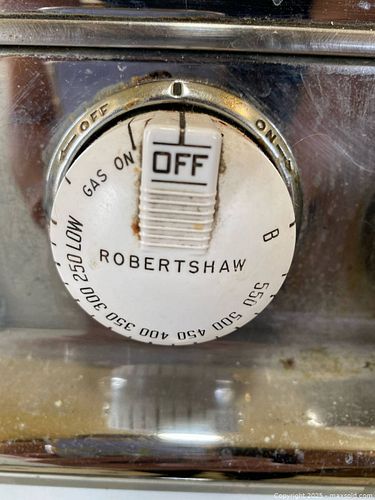 OFF
ON
OFF
GAS ON
ROBERTSHAW
LOW
250
300
350
400
450
500
550
B
Copyright 2025 - maxsold.com